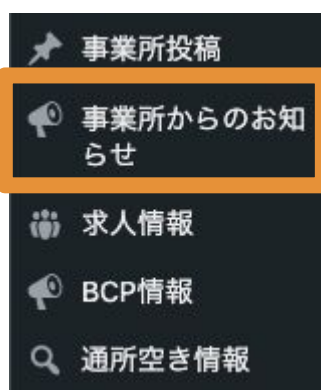 事業所投稿
事業所からのお知
らせ
求人情報
BCP情報
通所空き情報